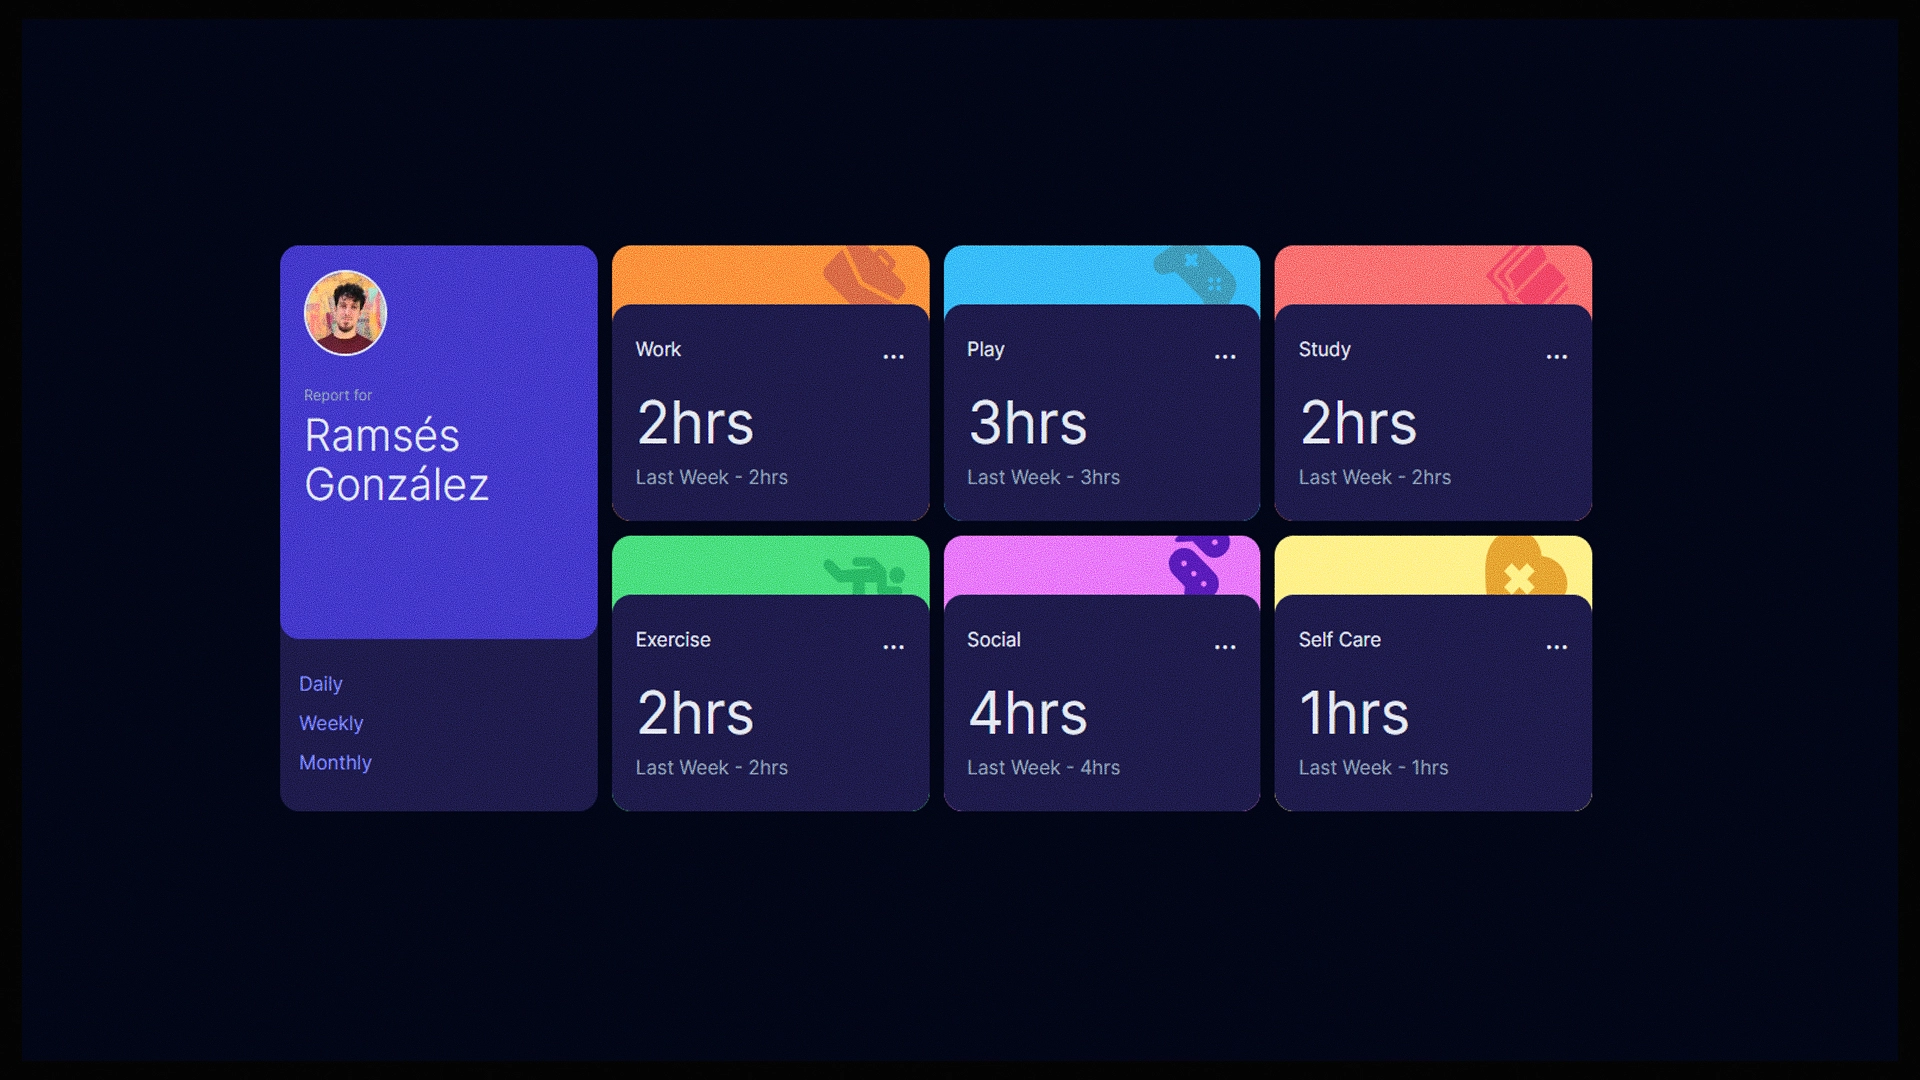 Report for
Ramsés
González
Daily
Weekly
Monthly
Work
...
2hrs
Last Week - 2hrs
Play
...
3hrs
Last Week - 3hrs
Study
...
2hrs
Last Week - 2hrs
Exercise
...
2hrs
Last Week - 2hrs
Social
...
4hrs
Last Week - 4hrs
Self Care
...
1hrs
Last Week - 1hrs